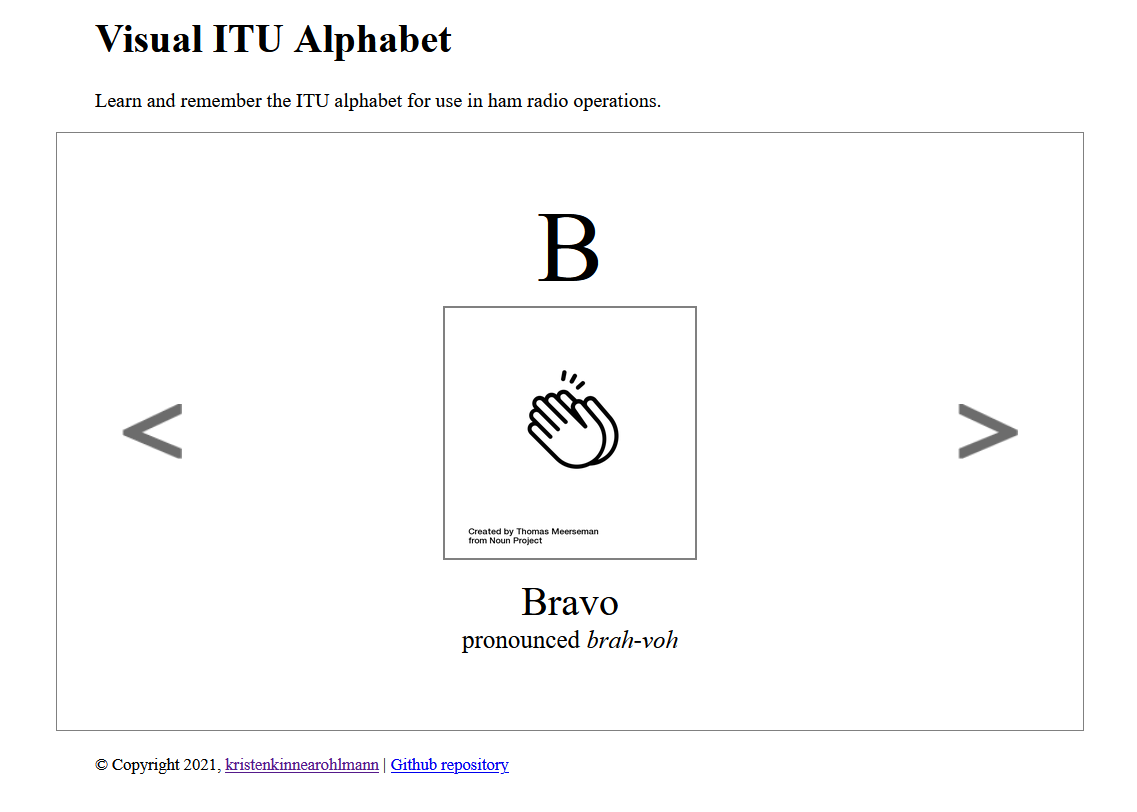 Visual ITU Alphabet
Learn and remember the ITU alphabet for use in ham radio operations.
B
<
>
Created by Thomas Meerseman
from Noun Project
Bravo
pronounced brah-voh
© Copyright 2021, kristenkinnearohlmann | Github repository